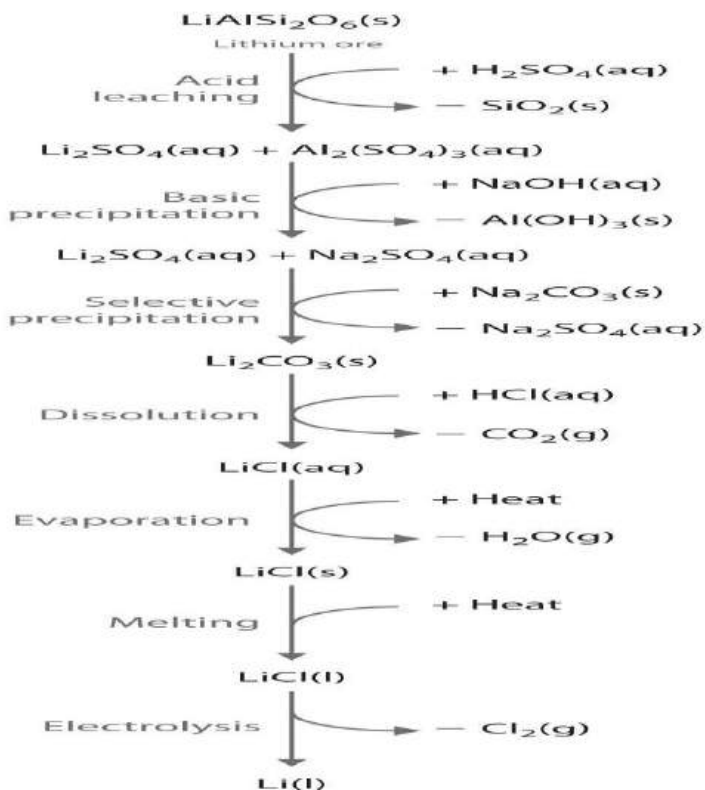 LiAlSi₂O₆(s)
Lithium ore
Acid leaching
+ H₂SO₄(aq)
− SiO₂(s)
Li₂SO₄(aq) + Al₂(SO₄)₃(aq)
Basic precipitation
+ NaOH(aq)
− Al(OH)₃(s)
Li₂SO₄(aq) + Na₂SO₄(aq)
Selective precipitation
+ Na₂CO₃(s)
− Na₂SO₄(aq)
Li₂CO₃(s)
Dissolution
+ HCl(aq)
− CO₂(g)
LiCl(aq)
Evaporation
+ Heat
− H₂O(g)
LiCl(s)
Melting
+ Heat
LiCl(l)
Electrolysis
− Cl₂(g)
Li(l)